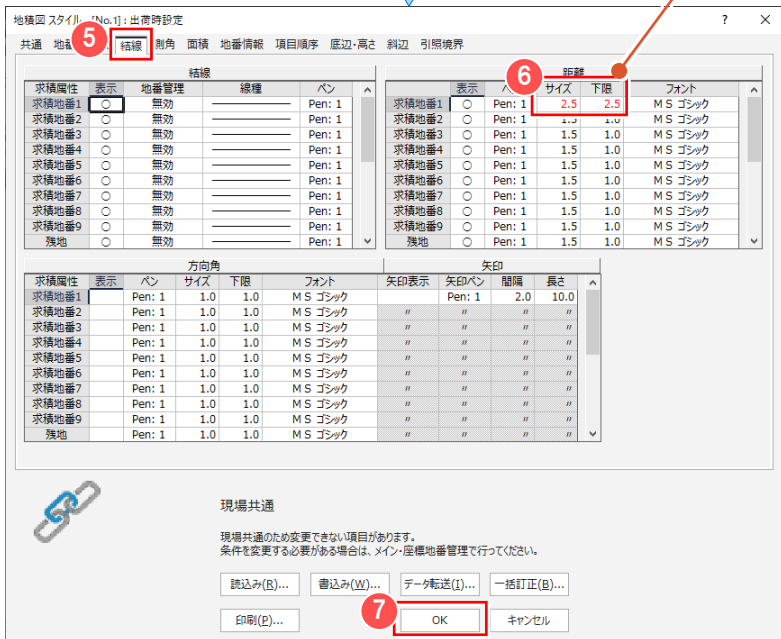 地積図 スタイル - [No.1] : 出荷時設定 ? ×
5
共通 地番 結線 測角 面積 地番情報 項目順序 底辺・高さ 斜辺 引照境界
6
結線
求積属性 表示 地番管理 線種 ペン
求積地番1 ○ 無効 Pen: 1
求積地番2 ○ 無効 Pen: 1
求積地番3 ○ 無効 Pen: 1
求積地番4 ○ 無効 Pen: 1
求積地番5 ○ 無効 Pen: 1
求積地番6 ○ 無効 Pen: 1
求積地番7 ○ 無効 Pen: 1
求積地番8 ○ 無効 Pen: 1
求積地番9 ○ 無効 Pen: 1
残地 ○ 無効 Pen: 1
距離
表示 サイズ 下限 フォント
求積地番1 ○ Pen: 1 2.5 2.5 ＭＳ ゴシック
求積地番2 ○ Pen: 1 1.5 1.0 ＭＳ ゴシック
求積地番3 ○ Pen: 1 1.5 1.0 ＭＳ ゴシック
求積地番4 ○ Pen: 1 1.5 1.0 ＭＳ ゴシック
求積地番5 ○ Pen: 1 1.5 1.0 ＭＳ ゴシック
求積地番6 ○ Pen: 1 1.5 1.0 ＭＳ ゴシック
求積地番7 ○ Pen: 1 1.5 1.0 ＭＳ ゴシック
求積地番8 ○ Pen: 1 1.5 1.0 ＭＳ ゴシック
求積地番9 ○ Pen: 1 1.5 1.0 ＭＳ ゴシック
残地 ○ Pen: 1 1.5 1.0 ＭＳ ゴシック
方向角 矢印
求積属性 表示 ペン サイズ 下限 フォント 矢印表示 矢印ペン 間隔 長さ
求積地番1 Pen: 1 1.0 1.0 ＭＳ ゴシック Pen: 1 2.0 10.0
求積地番2 Pen: 1 1.0 1.0 ＭＳ ゴシック 〃 〃 〃 〃
求積地番3 Pen: 1 1.0 1.0 ＭＳ ゴシック 〃 〃 〃 〃
求積地番4 Pen: 1 1.0 1.0 ＭＳ ゴシック 〃 〃 〃 〃
求積地番5 Pen: 1 1.0 1.0 ＭＳ ゴシック 〃 〃 〃 〃
求積地番6 Pen: 1 1.0 1.0 ＭＳ ゴシック 〃 〃 〃 〃
求積地番7 Pen: 1 1.0 1.0 ＭＳ ゴシック 〃 〃 〃 〃
求積地番8 Pen: 1 1.0 1.0 ＭＳ ゴシック 〃 〃 〃 〃
求積地番9 Pen: 1 1.0 1.0 ＭＳ ゴシック 〃 〃 〃 〃
残地 Pen: 1 1.0 1.0 ＭＳ ゴシック 〃 〃 〃 〃
現場共通
現場共通のため変更できない項目があります。
条件を変更する必要がある場合は、メイン・座標地番管理で行ってください。
読込み(R)... 書込み(W)... データ転送(I)... 一括訂正(B)...
7
印刷(P)... OK キャンセル